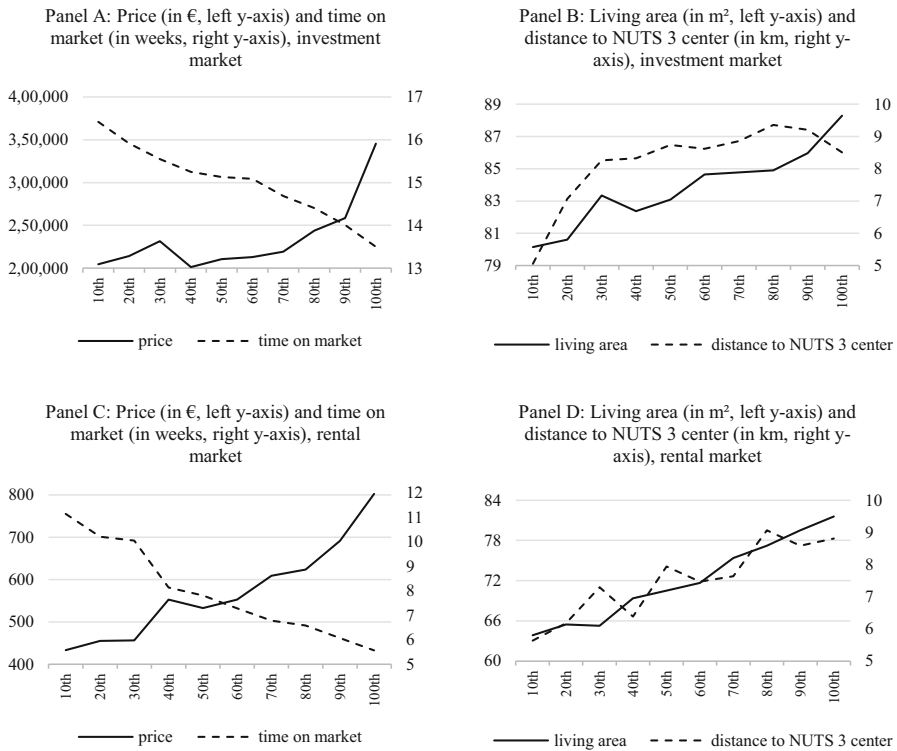 Panel A: Price (in €, left y-axis) and time on
market (in weeks, right y-axis), investment
market
4,00,000
3,50,000
3,00,000
2,50,000
2,00,000
17
16
15
14
13
10th
20th
30th
40th
50th
60th
70th
80th
90th
100th
price
time on market
Panel B: Living area (in m², left y-axis) and
distance to NUTS 3 center (in km, right y-
axis), investment market
89
87
85
83
81
79
10
9
8
7
6
5
10th
20th
30th
40th
50th
60th
70th
80th
90th
100th
living area
distance to NUTS 3 center
Panel C: Price (in €, left y-axis) and time on
market (in weeks, right y-axis), rental
market
800
700
600
500
400
12
11
10
9
8
7
6
5
10th
20th
30th
40th
50th
60th
70th
80th
90th
100th
price
time on market
Panel D: Living area (in m², left y-axis) and
distance to NUTS 3 center (in km, right y-
axis), rental market
84
78
72
66
60
10
9
8
7
6
5
10th
20th
30th
40th
50th
60th
70th
80th
90th
100th
living area
distance to NUTS 3 center